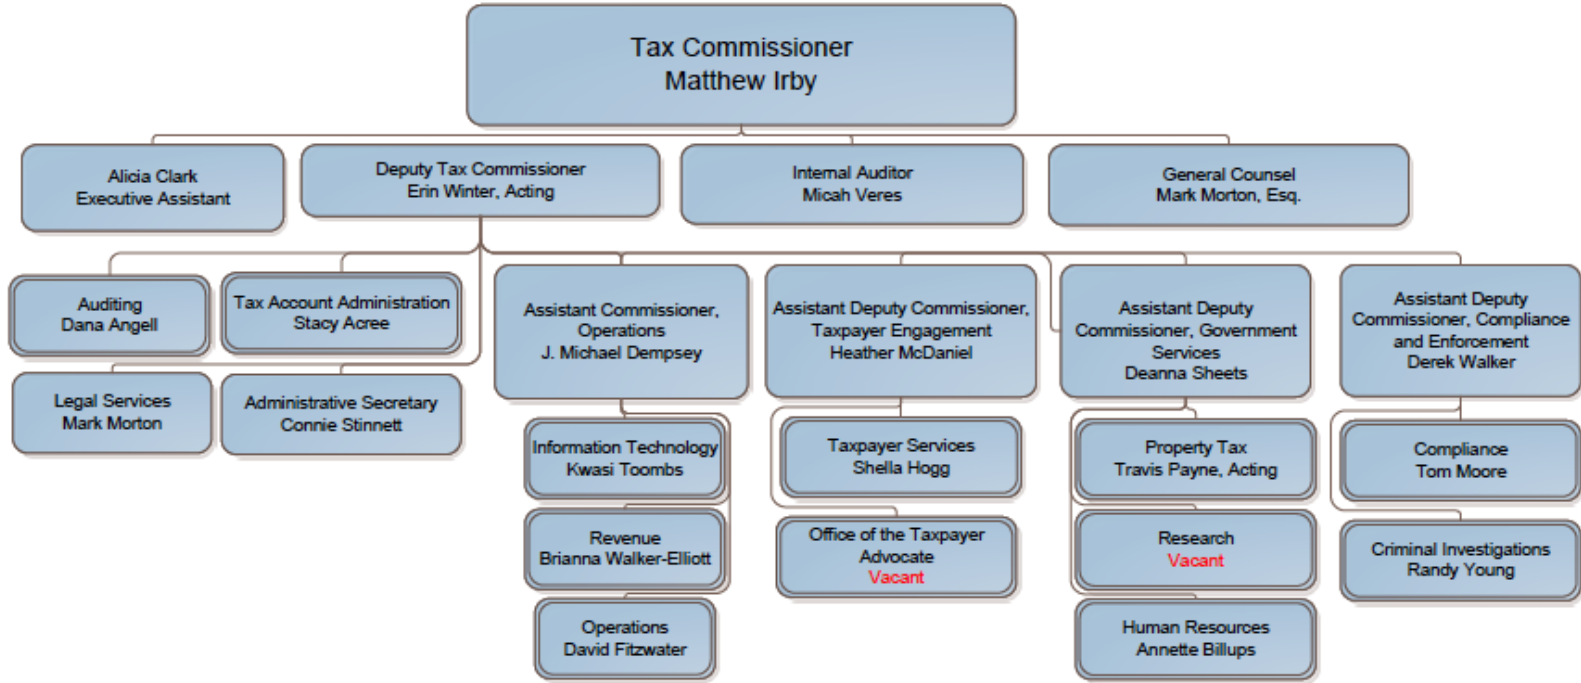 Tax Commissioner
Matthew Irby
Alicia Clark
Executive Assistant
Deputy Tax Commissioner
Erin Winter, Acting
Internal Auditor
Micah Veres
General Counsel
Mark Morton, Esq.
Auditing
Dana Angell
Tax Account Administration
Stacy Acree
Assistant Commissioner,
Operations
J. Michael Dempsey
Assistant Deputy Commissioner,
Taxpayer Engagement
Heather McDaniel
Assistant Deputy
Commissioner, Government
Services
Deanna Sheets
Assistant Deputy
Commissioner, Compliance
and Enforcement
Derek Walker
Legal Services
Mark Morton
Administrative Secretary
Connie Stinnett
Information Technology
Kwasi Toombs
Taxpayer Services
Shella Hogg
Property Tax
Travis Payne, Acting
Compliance
Tom Moore
Revenue
Brianna Walker-Elliott
Office of the Taxpayer
Advocate
Vacant
Research
Vacant
Criminal Investigations
Randy Young
Operations
David Fitzwater
Human Resources
Annette Billups